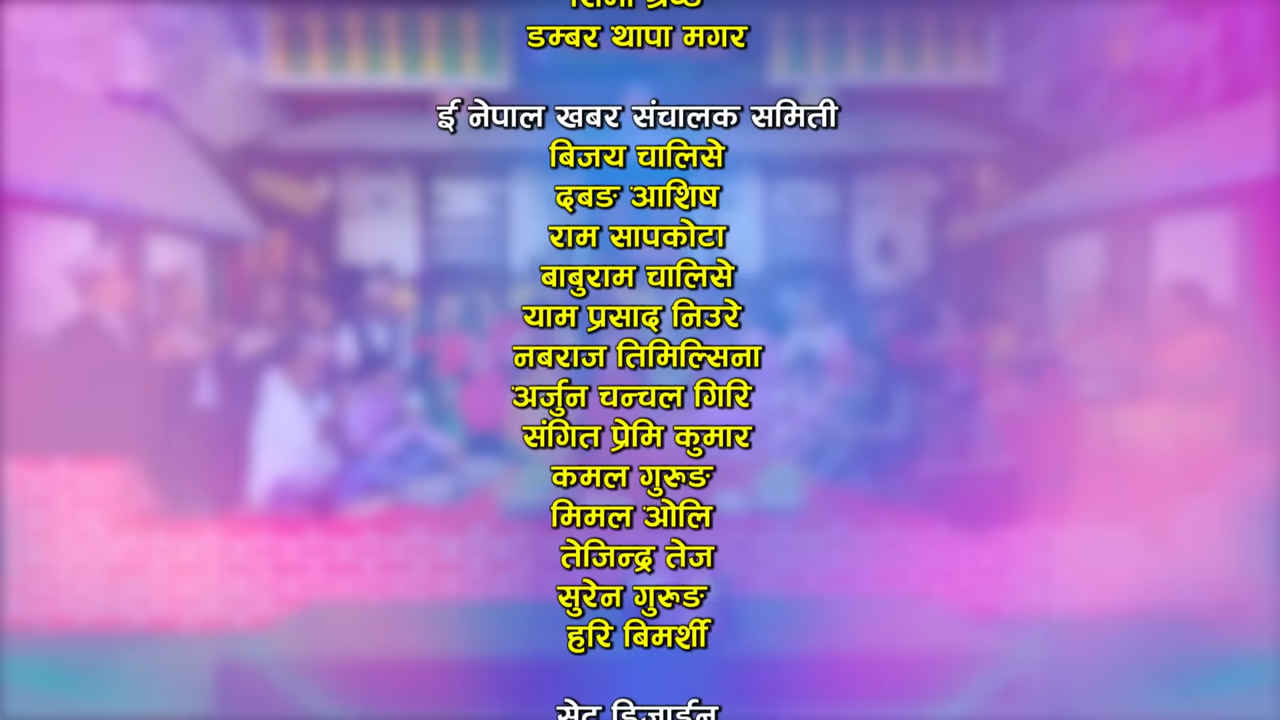 डम्बर थापा मगर
ई नेपाल खबर संचालक समिती
बिजय चालिसे
दबङ आशिष
राम सापकोटा
बाबुराम चालिसे
याम प्रसाद निउरे
नबराज तिमिल्सिना
अर्जुन चन्चल गिरि
संगित प्रेमि कुमार
कमल गुरूङ
मिमल ओलि
तेजिन्द्र तेज
सुरेन गुरूङ
हरि बिमर्शी
सेट डिजाईन